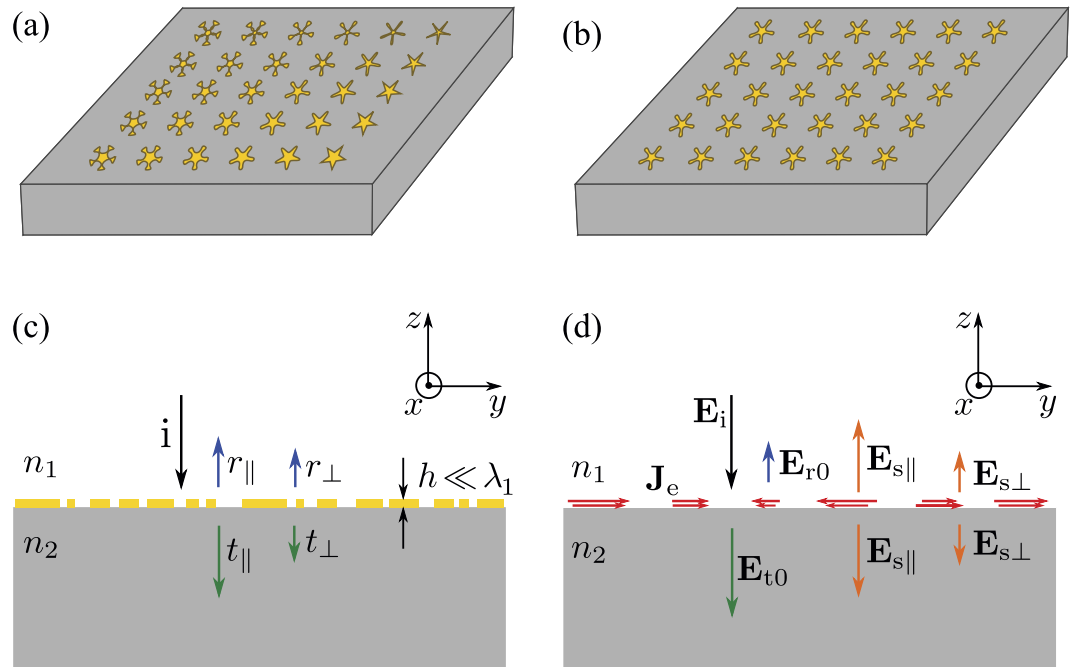 (a)
(b)
(c)
z
x
y
i
r∥
r⊥
h ≪ λ1
n1
n2
t∥
t⊥
(d)
z
x
y
Ei
Er0
Es∥
Es⊥
n1
Je
n2
Et0
Es∥
Es⊥